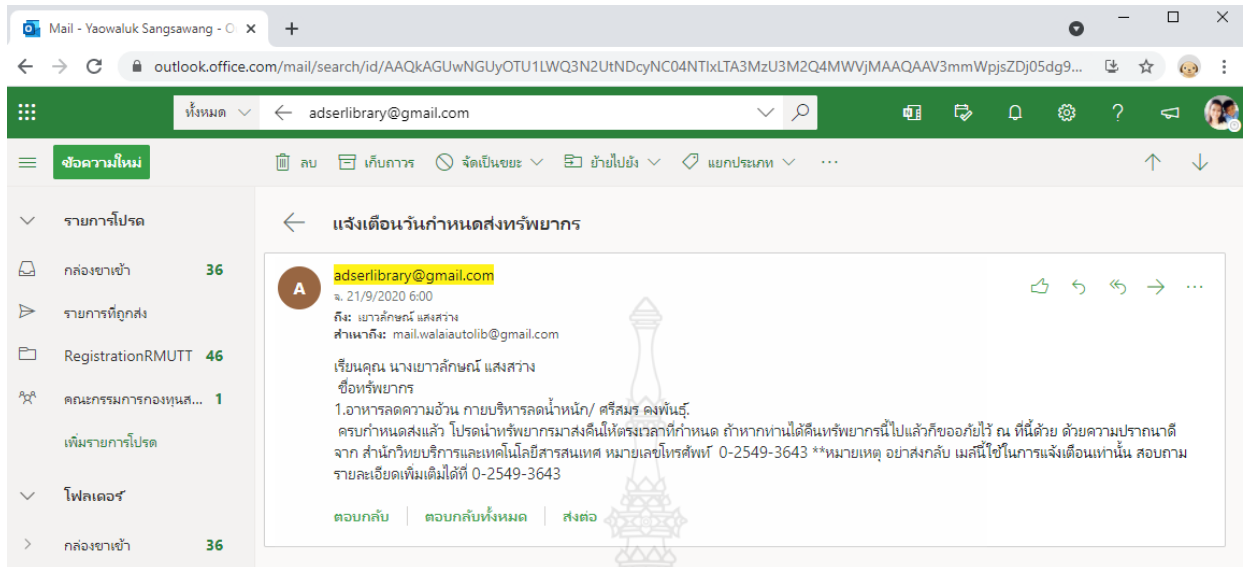 Mail - Yaowaluk Sangsawang - O
outlook.office.com/mail/search/id/AAQkAGUwNGUyOTU1LWQ3N2UtNDcyNC04NTIxLTA3MzU3M2Q4MWVjMAAQAAV3mmWpjsZDj05dg9...
ทั้งหมด adserlibrary@gmail.com
ข้อความใหม่ ลบ เก็บถาวร จัดเป็นขยะ ย้ายไปยัง แยกประเภท ...
รายการโปรด
แจ้งเตือนวันกำหนดส่งทรัพยากร
กล่องขาเข้า 36
รายการที่ถูกส่ง
RegistrationRMUTT 46
คณะกรรมการกองทุนส... 1
เพิ่มรายการโปรด
โฟลเดอร์
กล่องขาเข้า 36
A
adserlibrary@gmail.com
จ. 21/9/2020 6:00
ถึง: เยาวลักษณ์ แสงสว่าง
สำเนาถึง: mail.walaiautolib@gmail.com
เรียนคุณ นางเยาวลักษณ์ แสงสว่าง
ชื่อทรัพยากร
1.อาหารลดความอ้วน กายบริหารลดน้ำหนัก/ ศรีสมร คงพันธุ์.
ครบกำหนดส่งแล้ว โปรดนำทรัพยากรมาส่งคืนให้ตรงเวลาที่กำหนด ถ้าหากท่านได้คืนทรัพยากรนี้ไปแล้วก็ขออภัยไว้ ณ ที่นี้ด้วย ด้วยความปรารถนาดี
จาก สำนักวิทยบริการและเทคโนโลยีสารสนเทศ หมายเลขโทรศัพท์ 0-2549-3643 **หมายเหตุ อย่าส่งกลับ เมล์นี้ใช้ในการแจ้งเตือนเท่านั้น สอบถาม
รายละเอียดเพิ่มเติมได้ที่ 0-2549-3643
ตอบกลับ ตอบกลับทั้งหมด ส่งต่อ